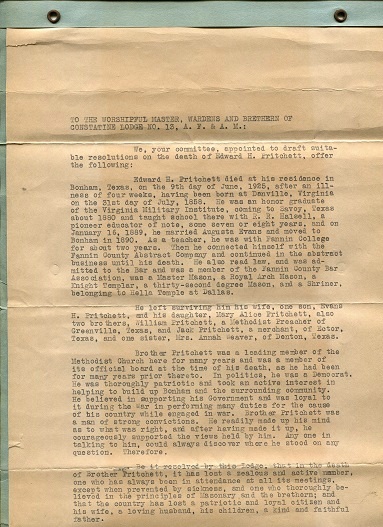 TO THE WORSHIPFUL MASTER, WARDENS AND BRETHERN OF
CONSTATINE LODGE NO. 13, A. F. & A. M.:
We, your committee, appointed to draft suita-
ble resolutions on the death of Edward H. Pritchett, offer
the following:
Edward H. Pritchett died at his residence in
Bonham, Texas, on the 9th day of June, 1925, after an ill-
ness of four weeks, having been born at Danville, Virginia
on the 31st day of July, 1858. He was an honor graduate
of the Virginia Military Institute, coming to Savoy, Texas
about 1880 and taught school there with R. R. Halsell, a
pioneer educator of note, some seven or eight years, and on
January 16, 1889, he married Augusta Evans and moved to
Bonham in 1890. As a teacher, he was with Fannin College
for about two years. Then he connected himself with the
Fannin County Abstract Company and continued in the abstract
business until his death. He also read law, and was ad-
mitted to the Bar and was a member of the Fannin County Bar
Association, was a Master Mason, a Royal Arch Mason, a
Knight Templar, a thirty-second degree Mason, and a Shriner,
belonging to Hella Temple at Dallas.
He left surviving him his wife, one son, Evans
H. Pritchett, and his daughter, Mary Alice Pritchett, also
two brothers, William Pritchett, a Methodist Preacher of
Greenville, Texas, and Jack Pritchett, a merchant, of Ector,
Texas, and one sister, Mrs. Annah Weaver, of Denton, Texas.
Brother Pritchett was a leading member of the
Methodist Church here for many years and was a member of
its official board at the time of his death, as he had been
for many years prior thereto. In politics, he was a Democrat.
He was thoroughly patriotic and took an active interest in
helping to build up Bonham and the surrounding community.
He believed in supporting his Government and was loyal to
it during the War in performing many duties for the cause
of his country while engaged in war. Brother Pritchett was
a man of strong convictions. He readily made up his mind
as to what was right, and after having made it up, he
courageously supported the views held by him. Any one in
talking to him, could always discover where he stood on any
question. Therefore,
Be it resolved by this lodge, that in the death
of Brother Pritchett, it has lost a zealous and active member,
one who has always been in attendance at all its meetings,
except when prevented by sickness, and one who thoroughly be-
lieved in the principles of Masonry and the brethern; and
that the country has lost a patriotic and loyal citizen and
his wife, a loving husband, his children, a kind and faithful
father.